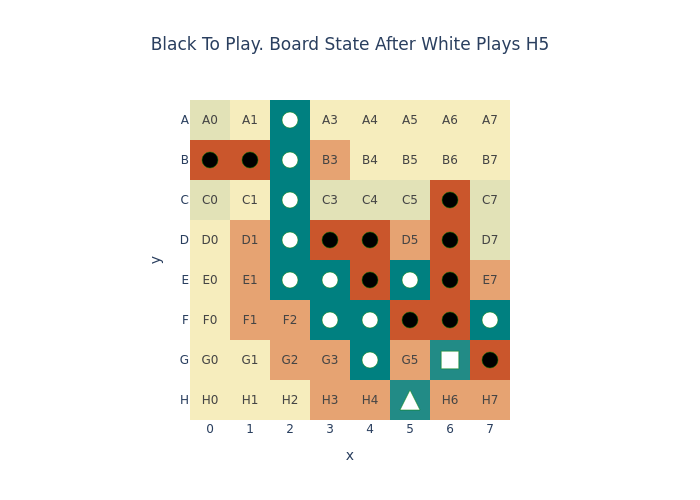 Black To Play. Board State After White Plays H5
A A0 A1 A3 A4 A5 A6 A7
B B3 B4 B5 B6 B7
C C0 C1 C3 C4 C5 C7
D D0 D1 D5 D7
E E0 E1 E7
F F0 F1 F2
G G0 G1 G2 G3 G5
H H0 H1 H2 H3 H4 H6 H7
0 1 2 3 4 5 6 7
x
y